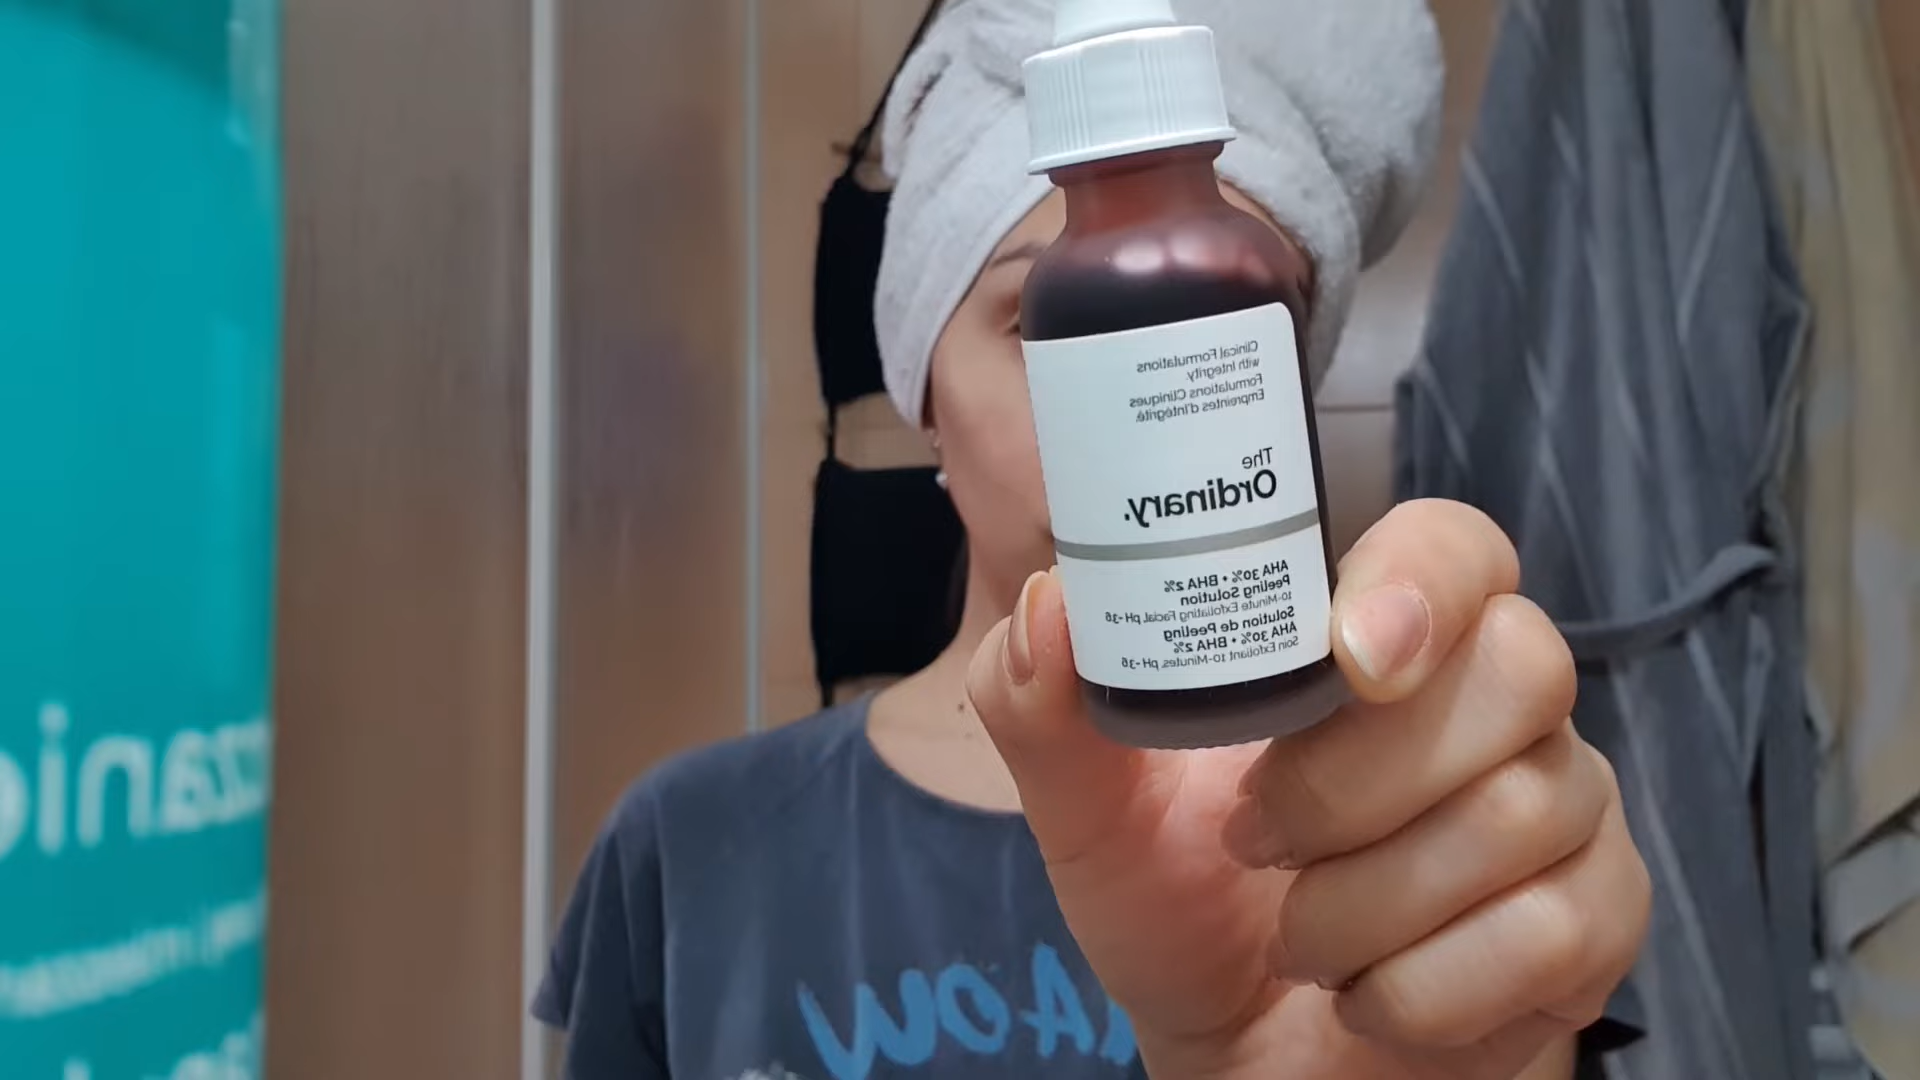 Clinical Formulations
with Integrity.
Formulations Cliniques
Empreintes d'Intégrité.
The
Ordinary.
AHA 30% + BHA 2%
Peeling Solution
10-Minute Exfoliating Facial, pH~3.6
Solution de Peeling
AHA 30% + BHA 2%
Soin Exfoliant 10-Minutes, pH~3.6